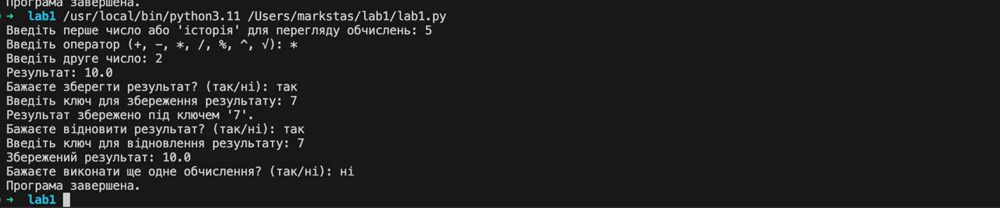 Програма завершена.
➜ lab1 /usr/local/bin/python3.11 /Users/markstas/lab1/lab1.py
Введіть перше число або 'історія' для перегляду обчислень: 5
Введіть оператор (+, -, *, /, %, ^, √): *
Введіть друге число: 2
Результат: 10.0
Бажаєте зберегти результат? (так/ні): так
Введіть ключ для збереження результату: 7
Результат збережено під ключем '7'.
Бажаєте відновити результат? (так/ні): так
Введіть ключ для відновлення результату: 7
Збережений результат: 10.0
Бажаєте виконати ще одне обчислення? (так/ні): ні
Програма завершена.
➜ lab1